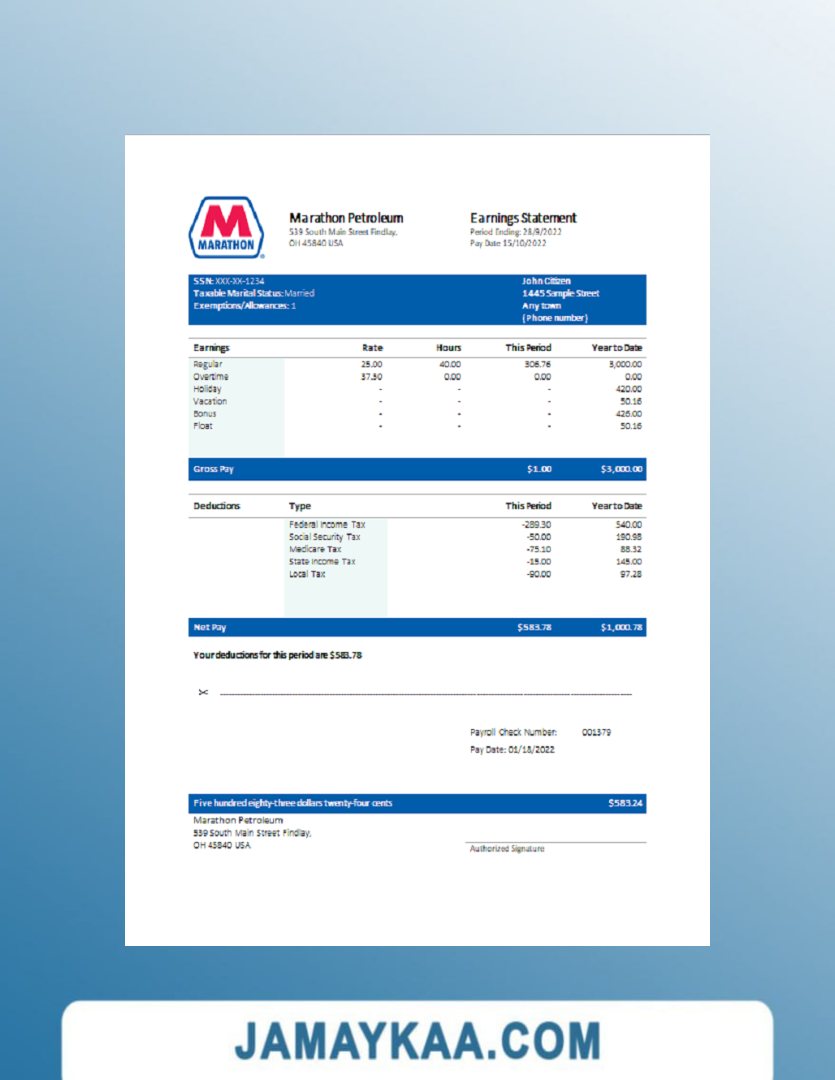 M
MARATHON
Marathon Petroleum
539 South Main Street Findlay,
OH 45840 USA
Earnings Statement
Period Ending: 28/9/2022
Pay Date 15/10/2022
SSN: XXX-XX-1234
Taxable Marital Status: Married
Exemptions/Allowances: 1
John Citizen
1445 Sample Street
Any town
(Phone number)
Earnings Rate Hours This Period Year to Date
Regular 25.00 40.00 306.76 3,000.00
Overtime 37.30 0.00 0.00 0.00
Holiday - - - 420.00
Vacation - - - 50.16
Bonus - - - 426.00
Float - - - 50.16
Gross Pay $1.00 $3,000.00
Deductions Type This Period Year to Date
Federal Income Tax -289.30 540.00
Social Security Tax -50.00 190.98
Medicare Tax -75.10 88.32
State Income Tax -15.00 145.00
Local Tax -90.00 97.28
Net Pay $583.78 $1,000.78
Your deductions for this period are $583.78
Payroll Check Number: 001379
Pay Date: 01/18/2022
Five hundred eighty-three dollars twenty-four cents $583.24
Marathon Petroleum
539 South Main Street Findlay,
OH 45840 USA
Authorized Signature
JAMAYKAA.COM